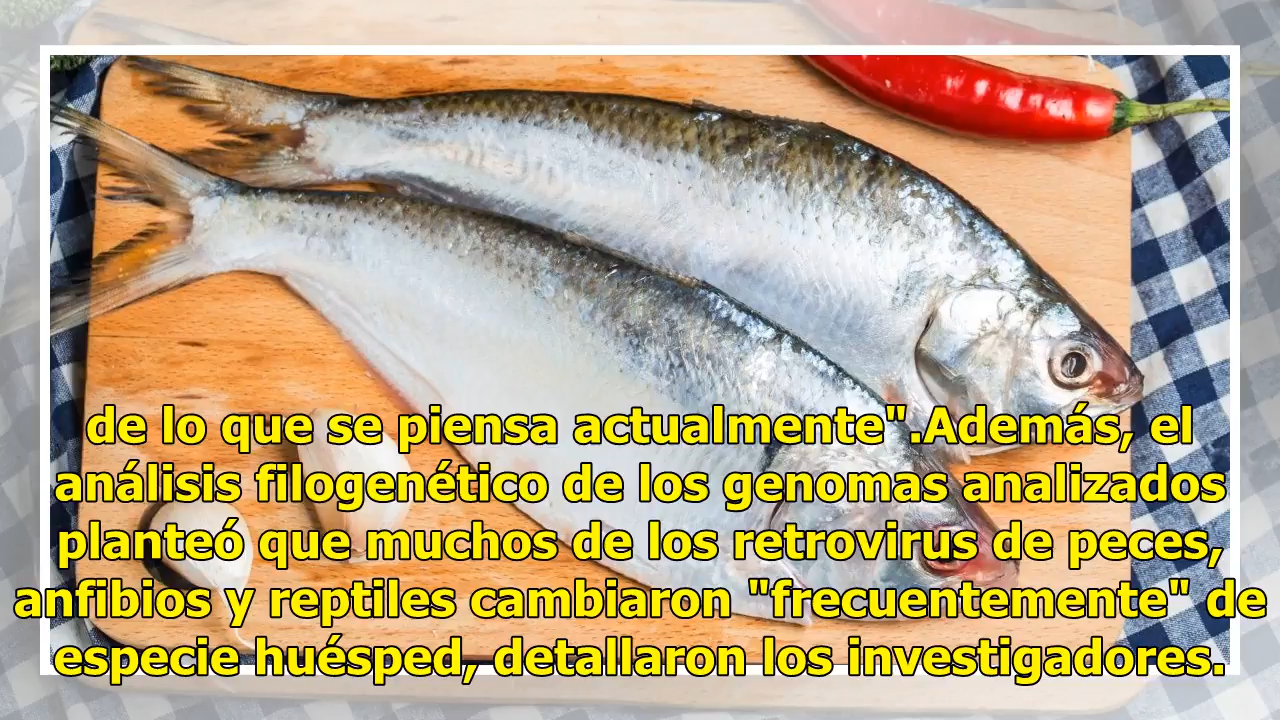 de lo que se piensa actualmente".Además, el
análisis filogenético de los genomas analizados
planteó que muchos de los retrovirus de peces,
anfibios y reptiles cambiaron "frecuentemente" de
especie huésped, detallaron los investigadores.